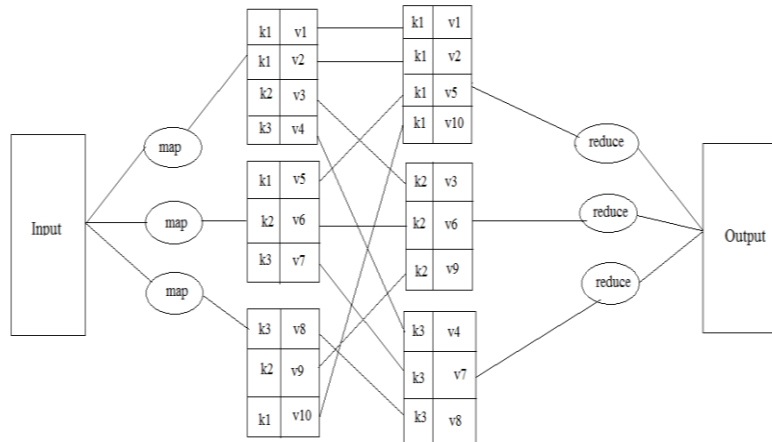 Input
map
map
map
k1 v1
k1 v2
k2 v3
k3 v4
k1 v5
k2 v6
k3 v7
k3 v8
k2 v9
k1 v10
k1 v1
k1 v2
k1 v5
k1 v10
k2 v3
k2 v6
k2 v9
k3 v4
k3 v7
k3 v8
reduce
reduce
reduce
Output